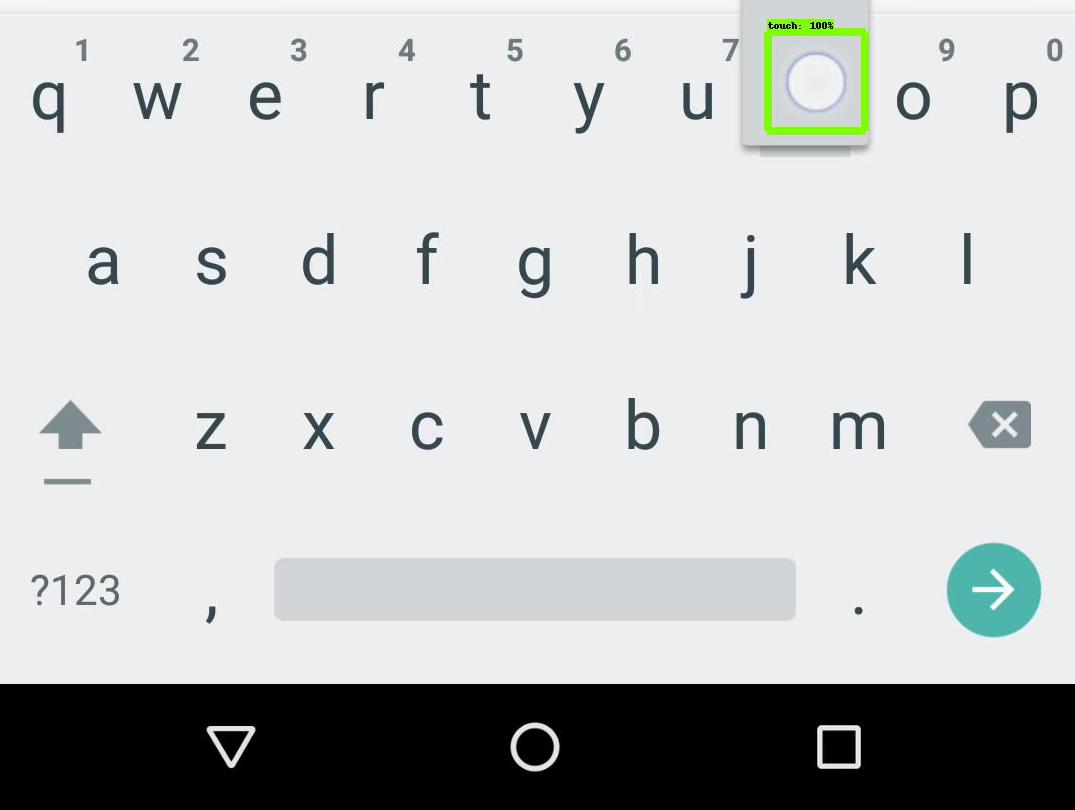 touch: 100%
1 2 3 4 5 6 7 9 0
q w e r t y u o p
a s d f g h j k l
z x c v b n m
?123 , .